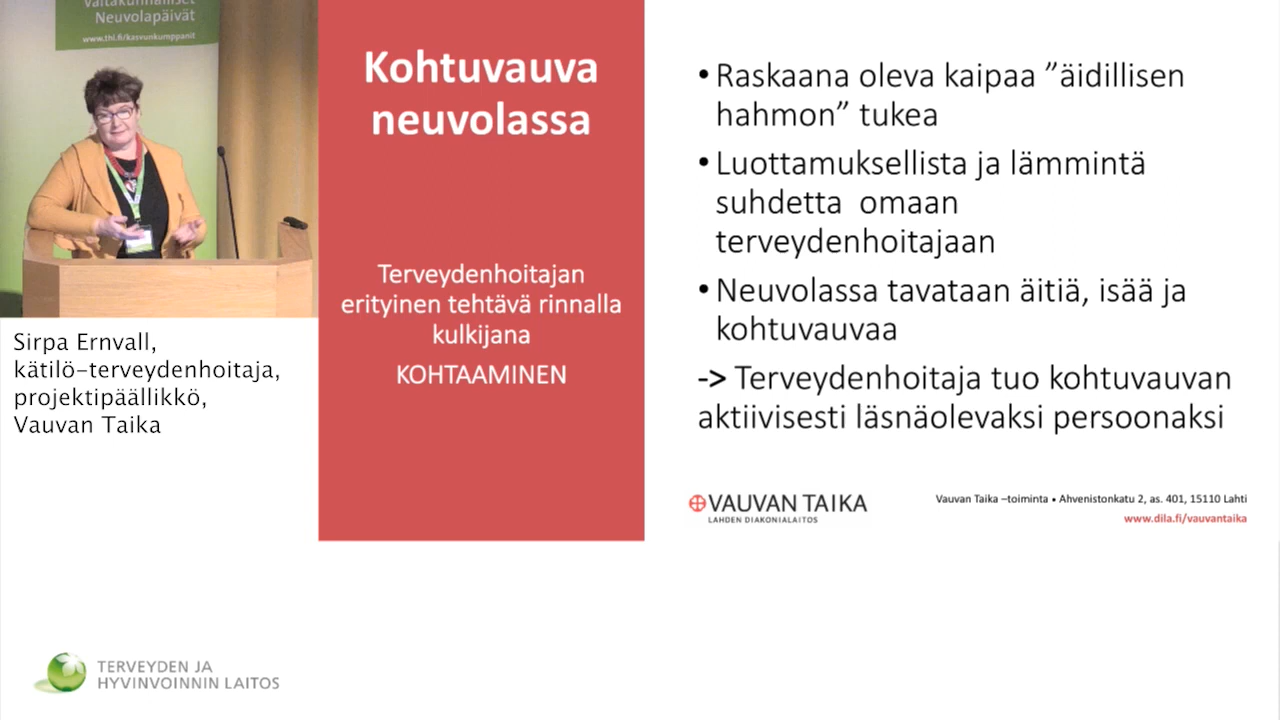 Valtakunnalliset
Neuvolapäivät
www.thl.fi/kasvunkumppanit
Sirpa Ernvall,
kätilö-terveydenhoitaja,
projektipäällikkö,
Vauvan Taika
Kohtuvauva
neuvolassa
Terveydenhoitajan
erityinen tehtävä rinnalla
kulkijana
KOHTAAMINEN
• Raskaana oleva kaipaa ”äidillisen
hahmon” tukea
• Luottamuksellista ja lämmintä
suhdetta omaan
terveydenhoitajaan
• Neuvolassa tavataan äitiä, isää ja
kohtuvauvaa
-> Terveydenhoitaja tuo kohtuvauvan
aktiivisesti läsnäolevaksi persoonaksi
VAUVAN TAIKA
LAHDEN DIAKONIALAITOS
Vauvan Taika –toiminta • Ahvenistonkatu 2, as. 401, 15110 Lahti
www.dila.fi/vauvantaika
TERVEYDEN JA
HYVINVOINNIN LAITOS